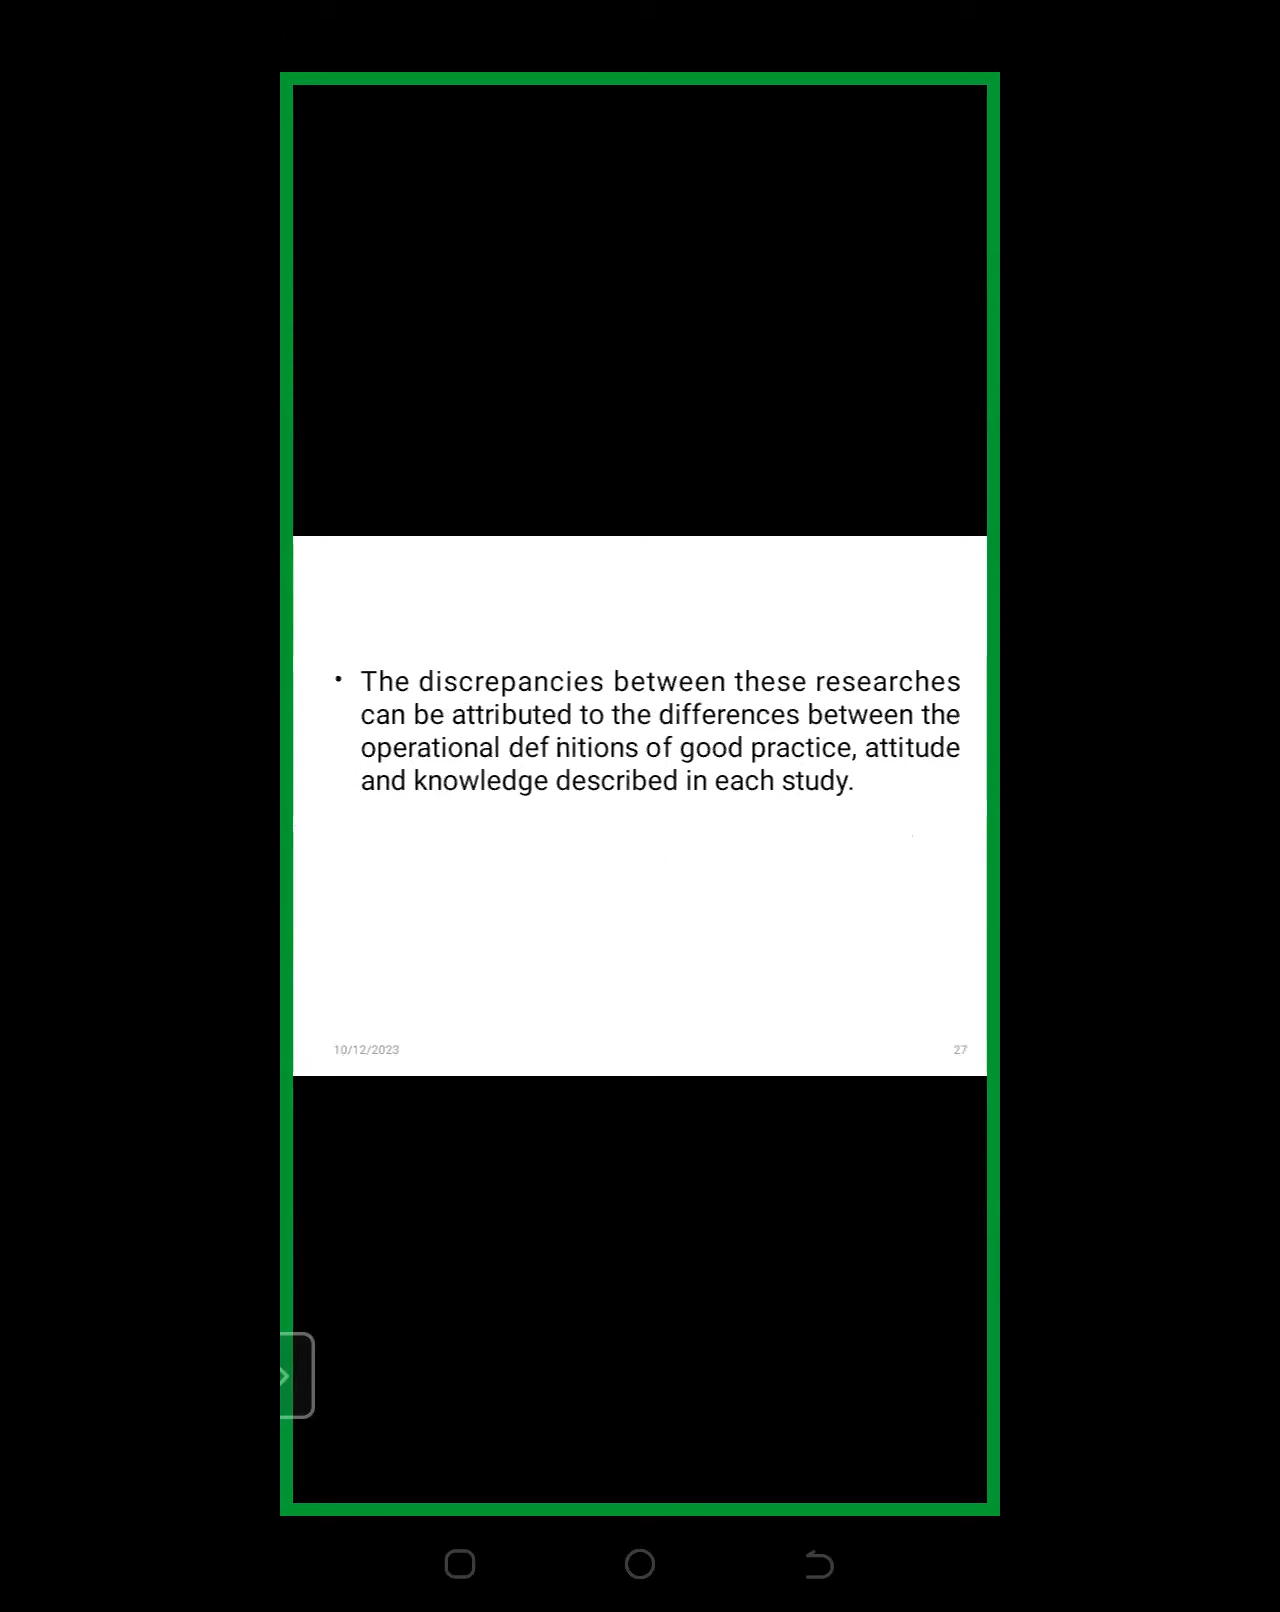 • The discrepancies between these researches
can be attributed to the differences between the
operational def nitions of good practice, attitude
and knowledge described in each study.
10/12/2023
27